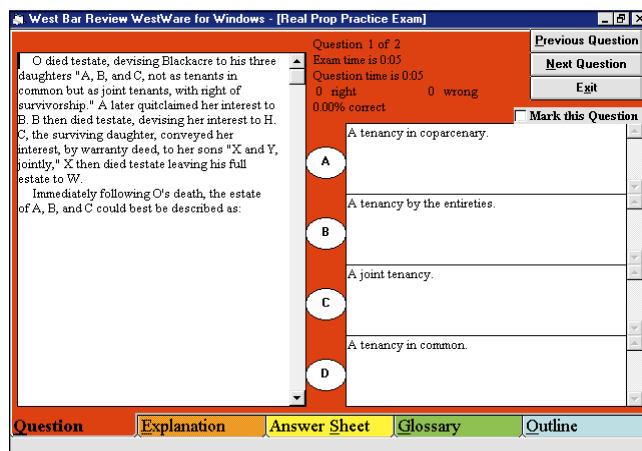 West Bar Review WestWare for Windows - [Real Prop Practice Exam]
O died testate, devising Blackacre to his three
daughters "A, B, and C, not as tenants in
common but as joint tenants, with right of
survivorship." A later quitclaimed her interest to
B. B then died testate, devising her interest to H.
C, the surviving daughter, conveyed her
interest, by warranty deed, to her sons "X and Y,
jointly," X then died testate leaving his full
estate to W.
Immediately following O's death, the estate
of A, B, and C could best be described as:
Question 1 of 2
Exam time is 0:05
Question time is 0:05
0 right 0 wrong
0.00% correct
Previous Question
Next Question
Exit
Mark this Question
A
A tenancy in coparcenary.
B
A tenancy by the entireties.
C
A joint tenancy.
D
A tenancy in common.
Question Explanation Answer Sheet Glossary Outline